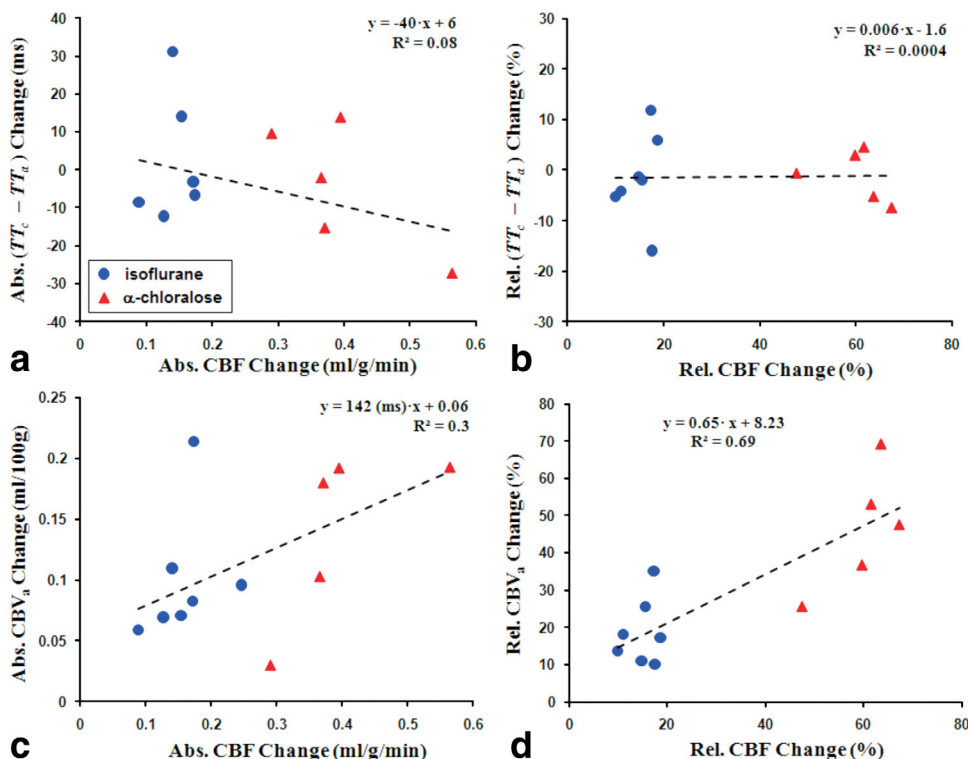 y = -40·x + 6
R² = 0.08
Abs. (TT_c − TT_a) Change (ms)
40
30
20
10
0
-10
-20
-30
-40
isoflurane
α-chloralose
0
0.1
0.2
0.3
0.4
0.5
0.6
Abs. CBF Change (ml/g/min)
a
y = 0.006·x - 1.6
R² = 0.0004
Rel. (TT_c − TT_a) Change (%)
30
20
10
0
-10
-20
-30
0
20
40
60
80
Rel. CBF Change (%)
b
y = 142 (ms)·x + 0.06
R² = 0.3
Abs. CBVₐ Change (ml/100g)
0.25
0.2
0.15
0.1
0.05
0
0
0.1
0.2
0.3
0.4
0.5
0.6
Abs. CBF Change (ml/g/min)
c
y = 0.65· x + 8.23
R² = 0.69
Rel. CBVₐ Change (%)
80
70
60
50
40
30
20
10
0
0
20
40
60
80
Rel. CBF Change (%)
d